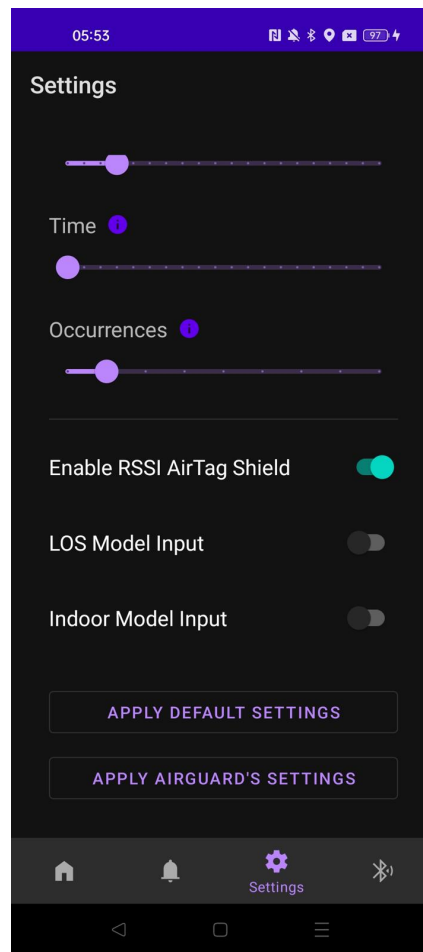 05:53
97
Settings
Time
Occurrences
Enable RSSI AirTag Shield
LOS Model Input
Indoor Model Input
APPLY DEFAULT SETTINGS
APPLY AIRGUARD'S SETTINGS
Settings